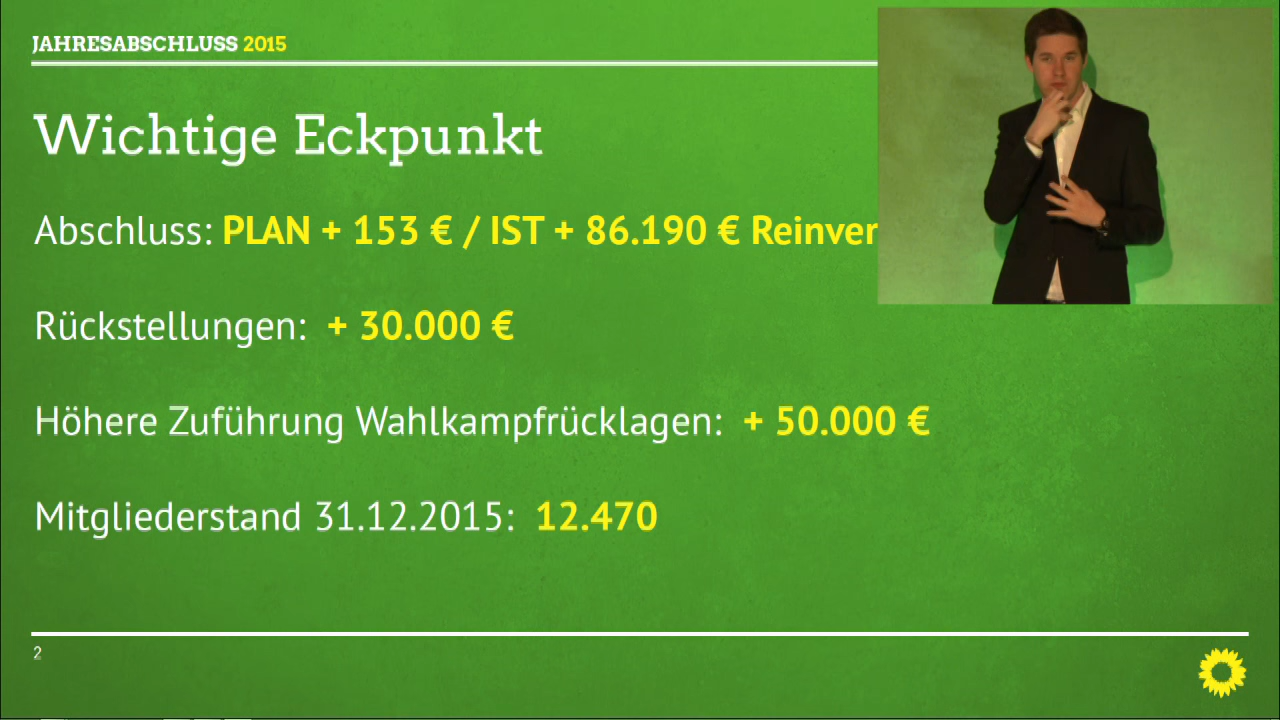 JAHRESABSCHLUSS 2015
Wichtige Eckpunkt
Abschluss: PLAN + 153 € / IST + 86.190 € Reinver
Rückstellungen: + 30.000 €
Höhere Zuführung Wahlkampfrücklagen: + 50.000 €
Mitgliederstand 31.12.2015: 12.470
2